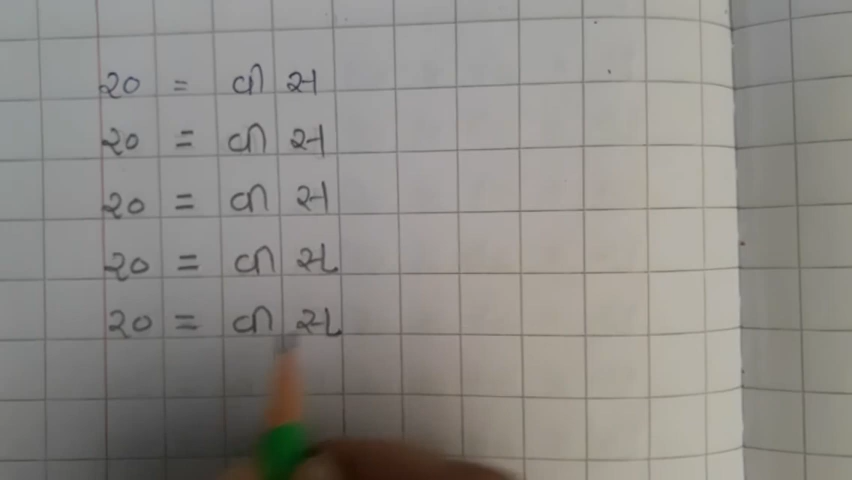 ૨૦ = વી સ
૨૦ = વી સ
૨૦ = વી સ
૨૦ = વી સ
૨૦ = વી સ